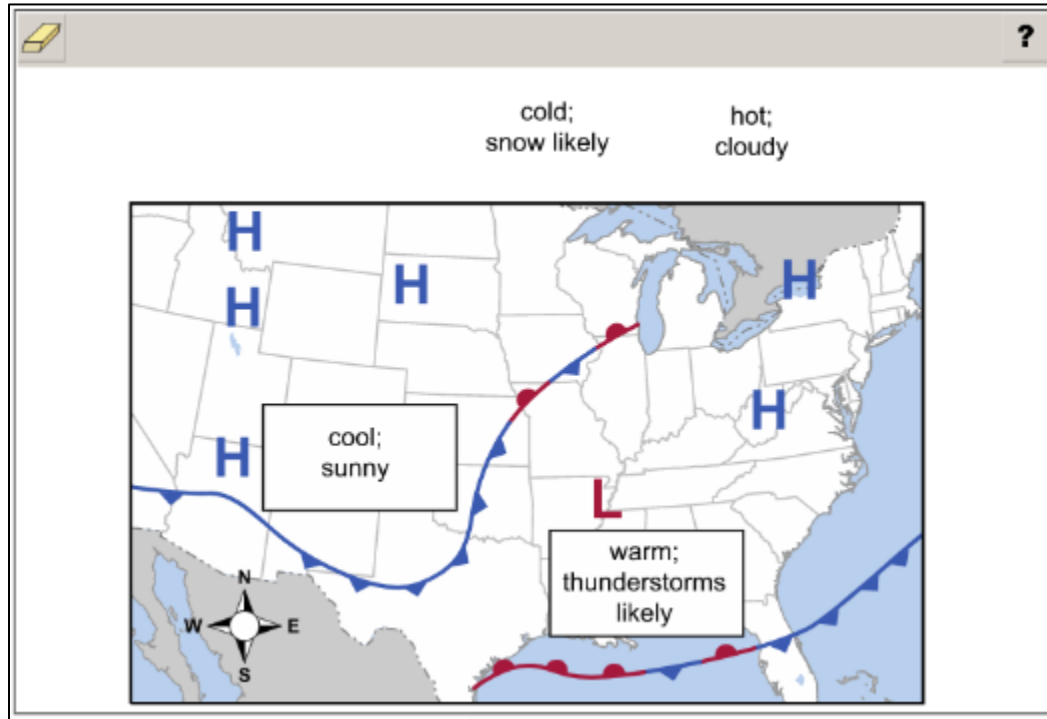 ?
cold;
snow likely
hot;
cloudy
H
H
H
H
cool;
sunny
H
H
L
warm;
thunderstorms
likely
N
W
E
S